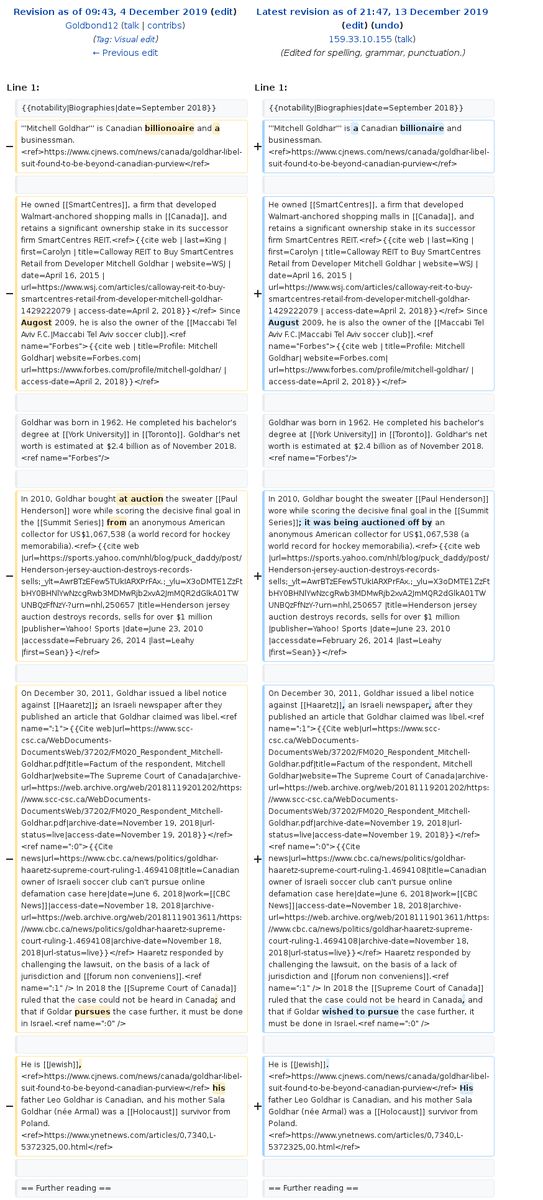 Revision as of 09:43, 4 December 2019 (edit)
Goldbond12 (talk | contribs)
(Tag: Visual edit)
← Previous edit
Latest revision as of 21:47, 13 December 2019
(edit) (undo)
159.33.10.155 (talk)
(Edited for spelling, grammar, punctuation.)
Line 1:
Line 1:
{{notability|Biographies|date=September 2018}}
{{notability|Biographies|date=September 2018}}
−
'''Mitchell Goldhar''' is Canadian billionoaire and a
businessman.
<ref>https://www.cjnews.com/news/canada/goldhar-libel-
suit-found-to-be-beyond-canadian-purview</ref>
+
'''Mitchell Goldhar''' is a Canadian billionaire and
businessman.
<ref>https://www.cjnews.com/news/canada/goldhar-libel-
suit-found-to-be-beyond-canadian-purview</ref>
−
He owned [[SmartCentres]], a firm that developed
Walmart-anchored shopping malls in [[Canada]], and
retains a significant ownership stake in its successor
firm SmartCentres REIT.<ref>{{cite web | last=King |
first=Carolyn | title=Calloway REIT to Buy SmartCentres
Retail from Developer Mitchell Goldhar | website=WSJ |
date=April 16, 2015 |
url=https://www.wsj.com/articles/calloway-reit-to-buy-
smartcentres-retail-from-developer-mitchell-goldhar-
1429222079 | access-date=April 2, 2018}}</ref> Since
Augost 2009, he is also the owner of the [[Maccabi Tel
Aviv F.C.|Maccabi Tel Aviv soccer club]].<ref
name="Forbes">{{cite web | title=Profile: Mitchell
Goldhar| website=Forbes.com|
url=https://www.forbes.com/profile/mitchell-goldhar/ |
access-date=April 2, 2018}}</ref>
+
He owned [[SmartCentres]], a firm that developed
Walmart-anchored shopping malls in [[Canada]], and
retains a significant ownership stake in its successor
firm SmartCentres REIT.<ref>{{cite web | last=King |
first=Carolyn | title=Calloway REIT to Buy SmartCentres
Retail from Developer Mitchell Goldhar | website=WSJ |
date=April 16, 2015 |
url=https://www.wsj.com/articles/calloway-reit-to-buy-
smartcentres-retail-from-developer-mitchell-goldhar-
1429222079 | access-date=April 2, 2018}}</ref> Since
August 2009, he is also the owner of the [[Maccabi Tel
Aviv F.C.|Maccabi Tel Aviv soccer club]].<ref
name="Forbes">{{cite web | title=Profile: Mitchell
Goldhar| website=Forbes.com|
url=https://www.forbes.com/profile/mitchell-goldhar/ |
access-date=April 2, 2018}}</ref>
Goldhar was born in 1962. He completed his bachelor's
degree at [[York University]] in [[Toronto]]. Goldhar's net
worth is estimated at $2.4 billion as of November 2018.
<ref name="Forbes"/>
Goldhar was born in 1962. He completed his bachelor's
degree at [[York University]] in [[Toronto]]. Goldhar's net
worth is estimated at $2.4 billion as of November 2018.
<ref name="Forbes"/>
−
In 2010, Goldhar bought at auction the sweater [[Paul
Henderson]] wore while scoring the decisive final goal in
the [[Summit Series]] from an anonymous American
collector for US$1,067,538 (a world record for hockey
memorabilia).<ref>{{cite web
|url=https://sports.yahoo.com/nhl/blog/puck_daddy/post/
Henderson-jersey-auction-destroys-records-
sells;_ylt=AwrBTzEFew5TUkIARXPrFAx.;_ylu=X3oDMTE1ZzFt
bHY0BHNlYwNzcgRwb3MDMwRjb2xvA2JmMQR2dGlkA01TW
UNBQzFfNzY-?urn=nhl,250657 |title=Henderson jersey
auction destroys records, sells for over $1 million
|publisher=Yahoo! Sports |date=June 23, 2010
|accessdate=February 26, 2014 |last=Leahy
|first=Sean}}</ref>
+
In 2010, Goldhar bought the sweater [[Paul Henderson]]
wore while scoring the decisive final goal in the [[Summit
Series]]; it was being auctioned off by an anonymous
collector for US$1,067,538 (a
world record for hockey memorabilia).<ref>{{cite web
|url=https://sports.yahoo.com/nhl/blog/puck_daddy/post/
Henderson-jersey-auction-destroys-records-
sells;_ylt=AwrBTzEFew5TUkIARXPrFAx.;_ylu=X3oDMTE1ZzFt
bHY0BHNlYwNzcgRwb3MDMwRjb2xvA2JmMQR2dGlkA01TW
UNBQzFfNzY-?urn=nhl,250657 |title=Henderson jersey
auction destroys records, sells for over $1 million
|publisher=Yahoo! Sports |date=June 23, 2010
|accessdate=February 26, 2014 |last=Leahy
|first=Sean}}</ref>
−
On December 30, 2011, Goldhar issued a libel notice
against [[Haaretz]]; an Israeli newspaper after they
published an article that Goldhar claimed was libel.<ref
name=":1">{{Cite web|url=https://www.scc-
csc.ca/WebDocuments-
DocumentsWeb/37202/FM020_Respondent_Mitchell-
Goldhar.pdf|title=Factum of the respondent, Mitchell
Goldhar|website=The Supreme Court of Canada|archive-
url=https://web.archive.org/web/20181119201202/https:
//www.scc-csc.ca/WebDocuments-
DocumentsWeb/37202/FM020_Respondent_Mitchell-
Goldhar.pdf|archive-date=November 19, 2018|url-
status=live|access-date=November 19, 2018}}</ref>
<ref name=":0">{{Cite
news|url=https://www.cbc.ca/news/politics/goldhar-
haaretz-supreme-court-ruling-1.4694108|title=Canadian
owner of Israeli soccer club can't pursue online
defamation case here|date=June 6, 2018|work=[[CBC
News]]|access-date=November 18, 2018|archive-
url=https://web.archive.org/web/20181119013611/https:
//www.cbc.ca/news/politics/goldhar-haaretz-supreme-
court-ruling-1.4694108|archive-date=November 18,
2018|url-status=live}}</ref> Haaretz responded by
challenging the lawsuit, on the basis of a lack of
jurisdiction and [[forum non conveniens]].<ref
name=":1" /> In 2018 the [[Supreme Court of Canada]]
ruled that the case could not be heard in Canada; and
that if Goldar pursues the case further, it must be done
in Israel.<ref name=":0" />
+
On December 30, 2011, Goldhar issued a libel notice
against [[Haaretz]], an Israeli newspaper, after they
published an article that Goldhar claimed was libel.<ref
name=":1">{{Cite web|url=https://www.scc-
csc.ca/WebDocuments-
DocumentsWeb/37202/FM020_Respondent_Mitchell-
Goldhar.pdf|title=Factum of the respondent, Mitchell
Goldhar|website=The Supreme Court of Canada|archive-
url=https://web.archive.org/web/20181119201202/https:
//www.scc-csc.ca/WebDocuments-
DocumentsWeb/37202/FM020_Respondent_Mitchell-
Goldhar.pdf|archive-date=November 19, 2018|url-
status=live|access-date=November 19, 2018}}</ref>
<ref name=":0">{{Cite
news|url=https://www.cbc.ca/news/politics/goldhar-
haaretz-supreme-court-ruling-1.4694108|title=Canadian
owner of Israeli soccer club can't pursue online
defamation case here|date=June 6, 2018|work=[[CBC
News]]|access-date=November 18, 2018|archive-
url=https://web.archive.org/web/20181119013611/https:
//www.cbc.ca/news/politics/goldhar-haaretz-supreme-
court-ruling-1.4694108|archive-date=November 18,
2018|url-status=live}}</ref> Haaretz responded by
challenging the lawsuit, on the basis of a lack of
jurisdiction and [[forum non conveniens]].<ref
name=":1" /> In 2018 the [[Supreme Court of Canada]]
ruled that the case could not be heard in Canada, and
that if Goldar wished to pursue the case further, it
must be done in Israel.<ref name=":0" />
−
He is [[Jewish]],
<ref>https://www.cjnews.com/news/canada/goldhar-libel-
suit-found-to-be-beyond-canadian-purview</ref> his
father Leo Goldhar is Canadian, and his mother Sala
Goldhar (née Armal) was a [[Holocaust]] survivor from
Poland.
<ref>https://www.ynetnews.com/articles/0,7340,L-
5372325,00.html</ref>
+
He is [[Jewish]].
<ref>https://www.cjnews.com/news/canada/goldhar-libel-
suit-found-to-be-beyond-canadian-purview</ref> His
father Leo Goldhar is Canadian, and his mother Sala
Goldhar (née Armal) was a [[Holocaust]] survivor from
Poland.
<ref>https://www.ynetnews.com/articles/0,7340,L-
5372325,00.html</ref>
== Further reading ==
== Further reading ==